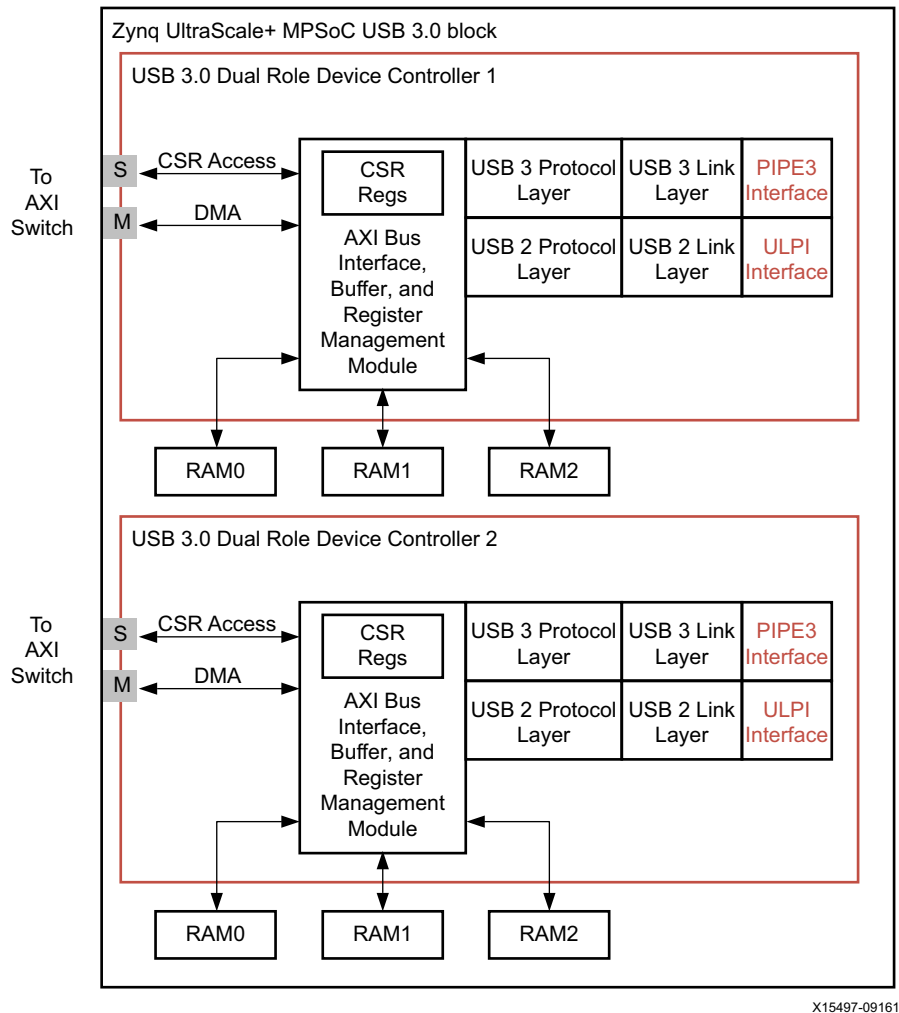 Zynq UltraScale+ MPSoC USB 3.0 block
USB 3.0 Dual Role Device Controller 1
To
AXI
Switch
S
CSR Access
M
DMA
CSR
Regs
AXI Bus
Interface,
Buffer, and
Register
Management
Module
USB 3 Protocol
Layer
USB 3 Link
Layer
PIPE3
Interface
USB 2 Protocol
Layer
USB 2 Link
Layer
ULPI
Interface
RAM0
RAM1
RAM2
USB 3.0 Dual Role Device Controller 2
To
AXI
Switch
S
CSR Access
M
DMA
CSR
Regs
AXI Bus
Interface,
Buffer, and
Register
Management
Module
USB 3 Protocol
Layer
USB 3 Link
Layer
PIPE3
Interface
USB 2 Protocol
Layer
USB 2 Link
Layer
ULPI
Interface
RAM0
RAM1
RAM2
X15497-09161